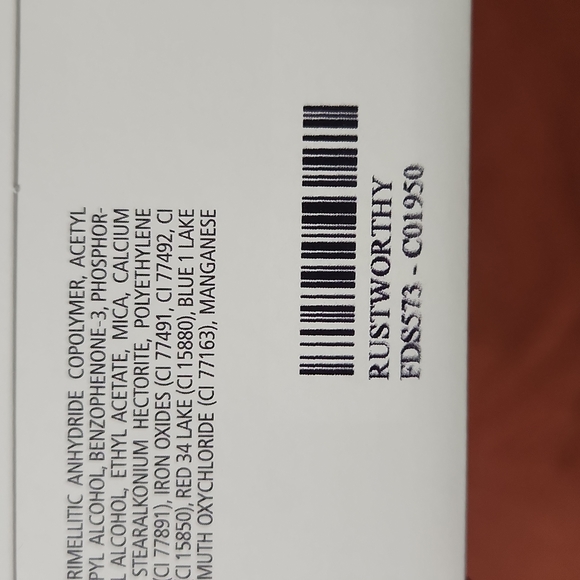 RIMELLITIC ANHYDRIDE COPOLYMER, ACETYL
PYL ALCOHOL, BENZOPHENONE-3, PHOSPHOR-
L ALCOHOL, ETHYL ACETATE, MICA, CALCIUM
STEARALKONIUM HECTORITE, POLYETHYLENE
(CI 77891), IRON OXIDES (CI 77491, CI 77492, CI
CI 15850), RED 34 LAKE (CI 15880), BLUE 1 LAKE
MUTH OXYCHLORIDE (CI 77163), MANGANESE
RUSTWORTHY
FDS573 - C01950